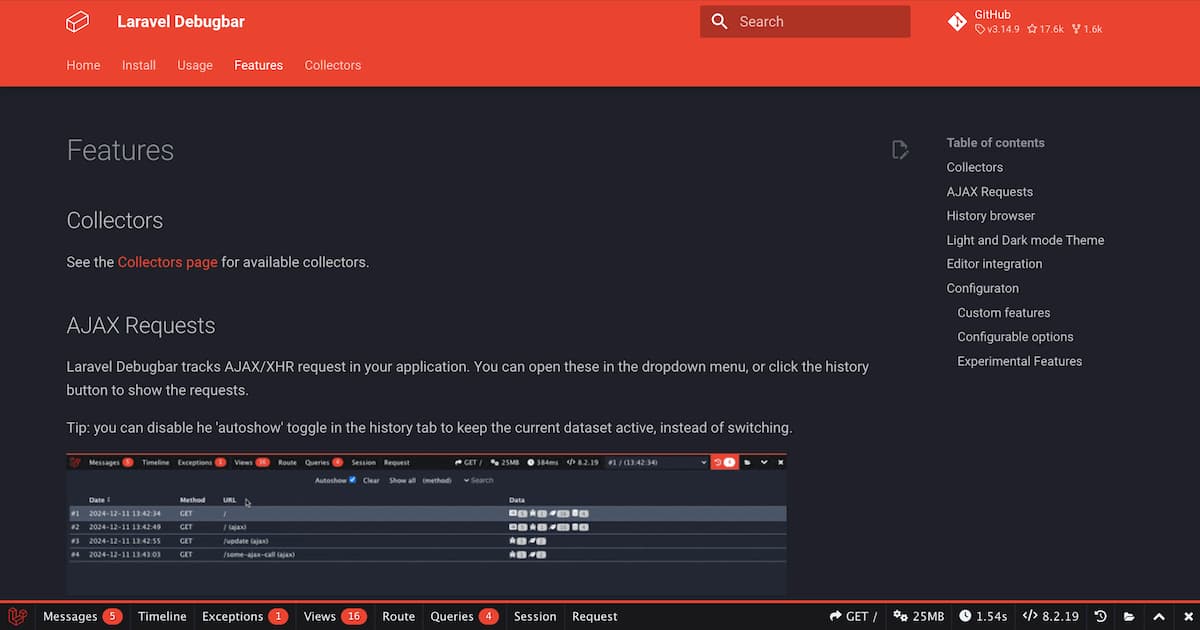 Laravel Debugbar
Search
GitHub
v3.14.9 17.6k 1.6k
Home Install Usage Features Collectors
Features
Collectors
See the Collectors page for available collectors.
AJAX Requests
Laravel Debugbar tracks AJAX/XHR request in your application. You can open these in the dropdown menu, or click the history
button to show the requests.
Tip: you can disable he 'autoshow' toggle in the history tab to keep the current dataset active, instead of switching.
Messages 5 Timeline Exceptions 1 Views 16 Route Queries 4 Session Request GET / 25MB 384ms 8.2.19 #1 / (13:42:34)
Autoshow Clear Show all (method) Search
Date Method URL Data
#1 2024-12-11 13:42:34 GET /
#2 2024-12-11 13:42:49 GET / (ajax)
#3 2024-12-11 13:42:55 GET /update (ajax)
#4 2024-12-11 13:43:03 GET /some-ajax-call (ajax)
Table of contents
Collectors
AJAX Requests
History browser
Light and Dark mode Theme
Editor integration
Configuraton
Custom features
Configurable options
Experimental Features
Messages 5 Timeline Exceptions 1 Views 16 Route Queries 4 Session Request GET / 25MB 1.54s 8.2.19